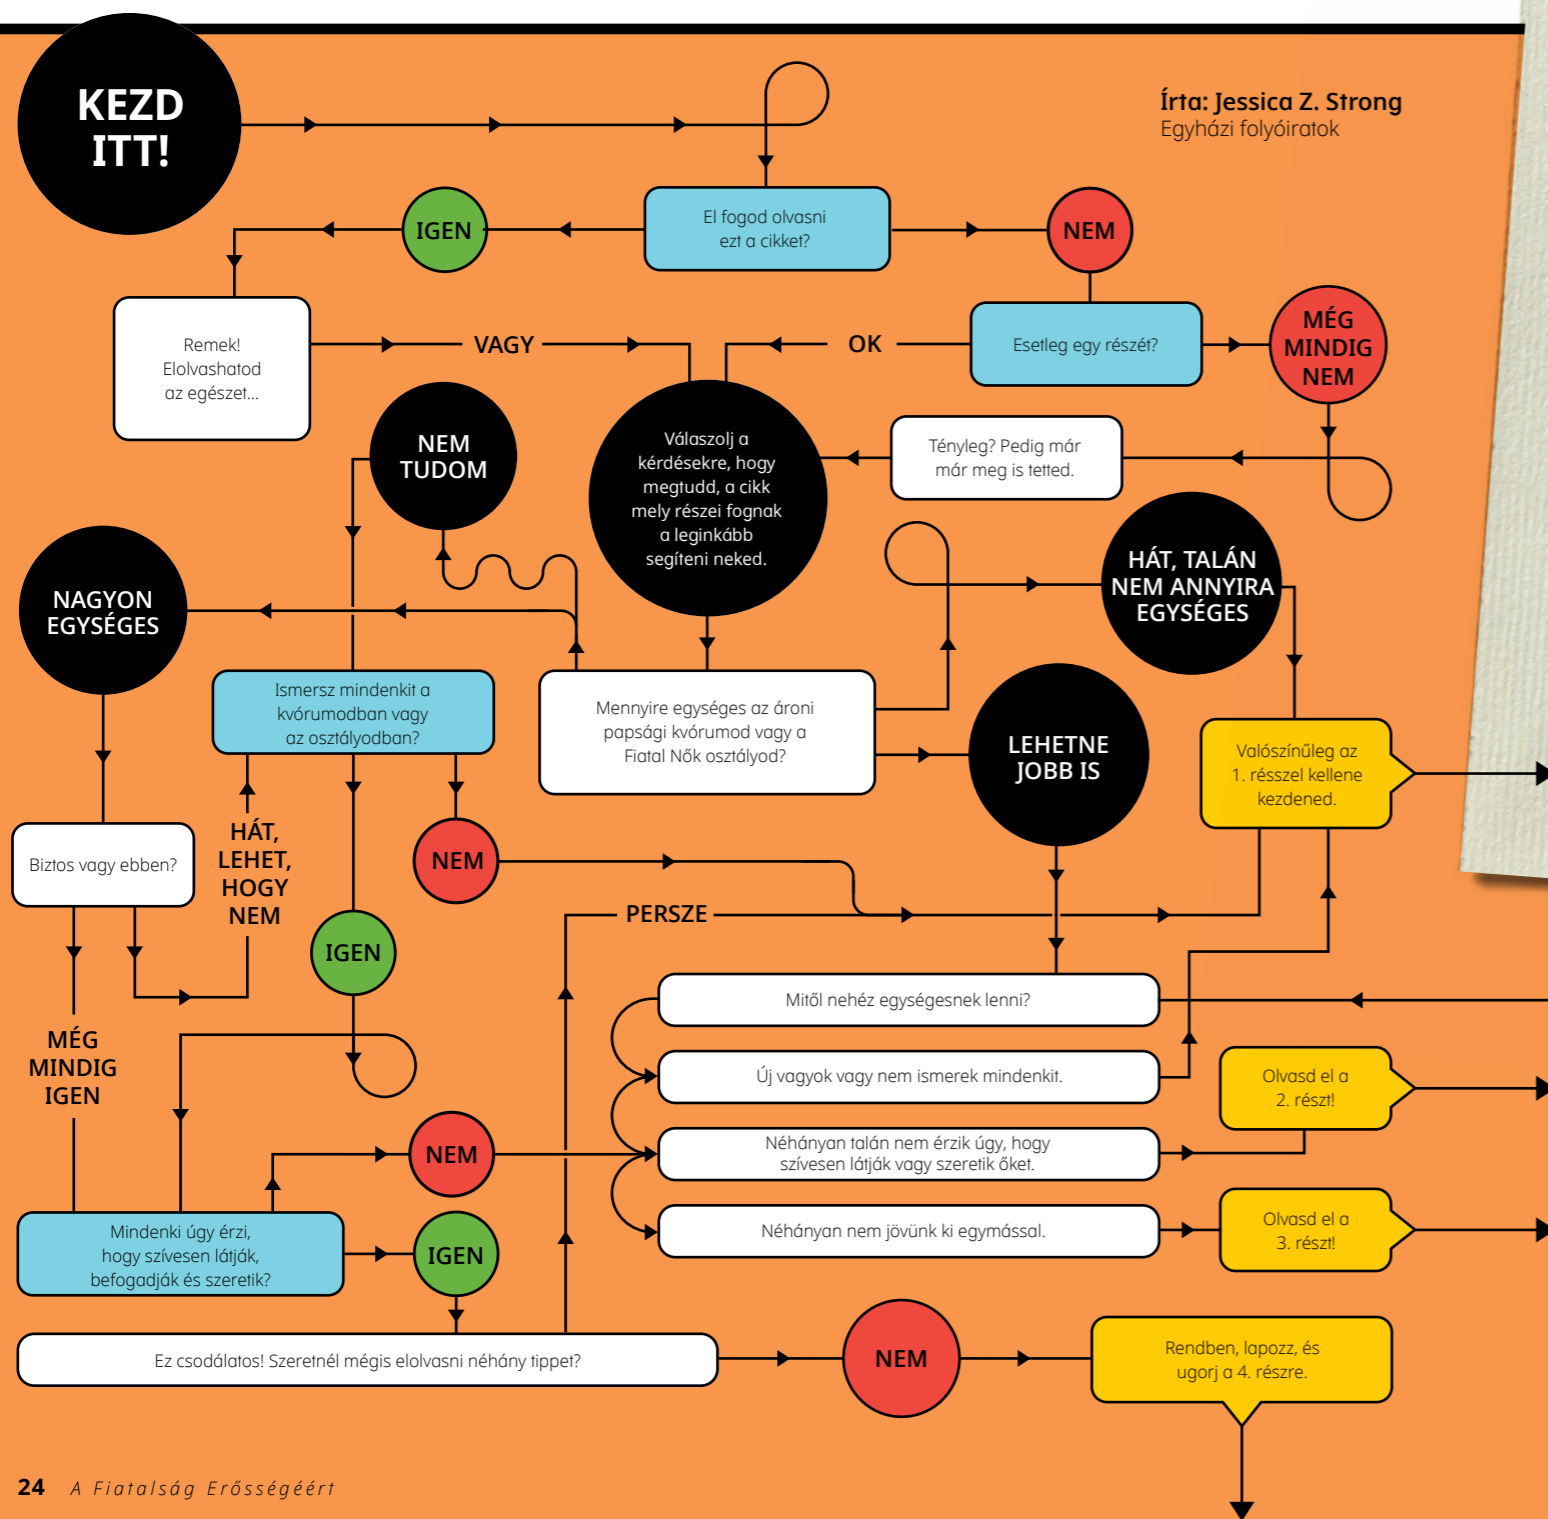 KEZD
ITT!
Írta: Jessica Z. Strong
Egyházi folyóiratok
El fogod olvasni
ezt a cikket?
IGEN
NEM
Remek!
Elolvashatod
az egészet...
VAGY
OK
Esetleg egy részét?
MÉG
MINDIG
NEM
Tényleg? Pedig már
már meg is tetted.
Válaszolj a
kérdésekre, hogy
megtudd, a cikk
mely részei fognak
a leginkább
segíteni neked.
NEM
TUDOM
NAGYON
EGYSÉGES
HÁT, TALÁN
NEM ANNYIRA
EGYSÉGES
Ismersz mindenkit a
kvórumodban vagy
az osztályodban?
Mennyire egységes az ároni
papsági kvórumod vagy a
Fiatal Nők osztályod?
LEHETNE
JOBB IS
Valószínűleg az
1. résszel kellene
kezdened.
Biztos vagy ebben?
HÁT,
LEHET,
HOGY
NEM
NEM
IGEN
PERSZE
MÉG
MINDIG
IGEN
Mitől nehéz egységesnek lenni?
Új vagyok vagy nem ismerek mindenkit.
Olvasd el a
2. részt!
Néhányan talán nem érzik úgy, hogy
szívesen látják vagy szeretik őket.
NEM
Néhányan nem jövünk ki egymással.
Olvasd el a
3. részt!
Mindenki úgy érzi,
hogy szívesen látják,
befogadják és szeretik?
IGEN
Ez csodálatos! Szeretnél mégis elolvasni néhány tippet?
NEM
Rendben, lapozz, és
ugorj a 4. részre.
24 A Fiatalság Erősségéért